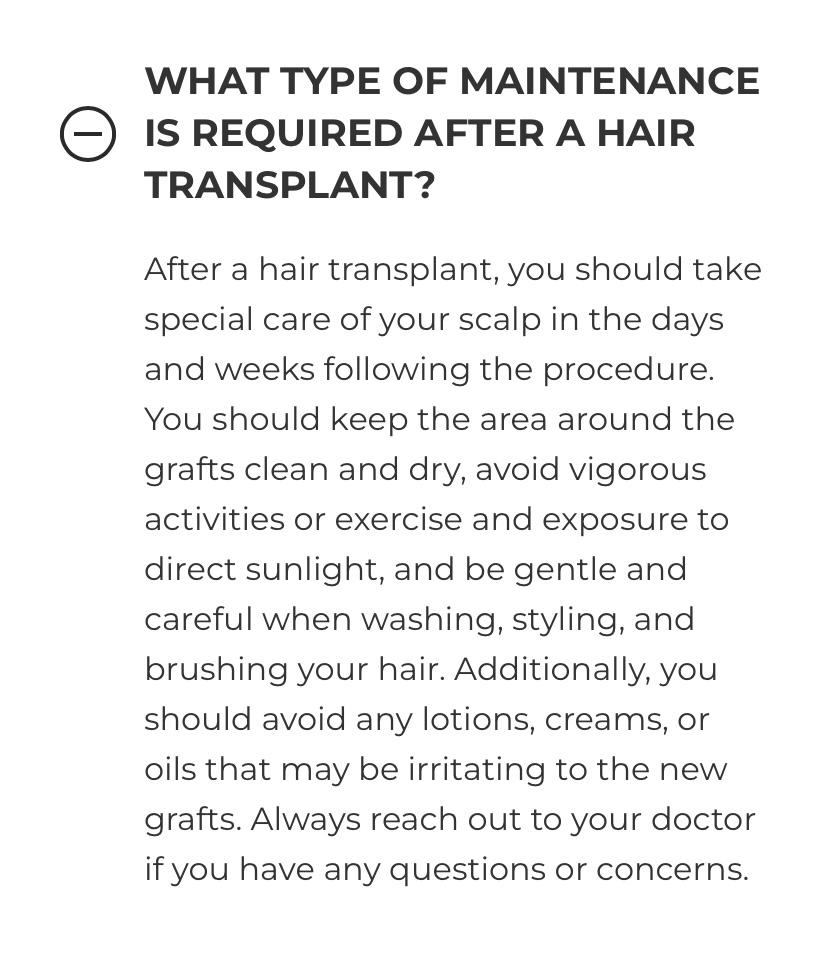 WHAT TYPE OF MAINTENANCE
IS REQUIRED AFTER A HAIR
TRANSPLANT?
After a hair transplant, you should take
special care of your scalp in the days
and weeks following the procedure.
You should keep the area around the
grafts clean and dry, avoid vigorous
activities or exercise and exposure to
direct sunlight, and be gentle and
careful when washing, styling, and
brushing your hair. Additionally, you
should avoid any lotions, creams, or
oils that may be irritating to the new
grafts. Always reach out to your doctor
if you have any questions or concerns.